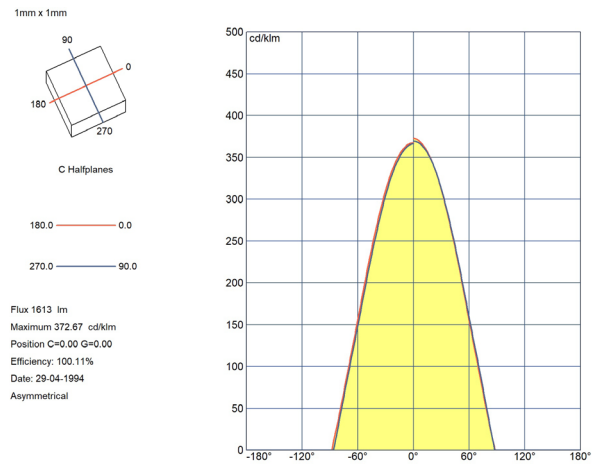 1mm x 1mm
90
0
180
270
C Halfplanes
180.0 0.0
270.0 90.0
Flux 1613 lm
Maximum 372.67 cd/klm
Position C=0.00 G=0.00
Efficiency: 100.11%
Date: 29-04-1994
Asymmetrical
500
cd/klm
450
400
350
300
250
200
150
100
50
0
-180° -120° -60° 0° 60° 120° 180°